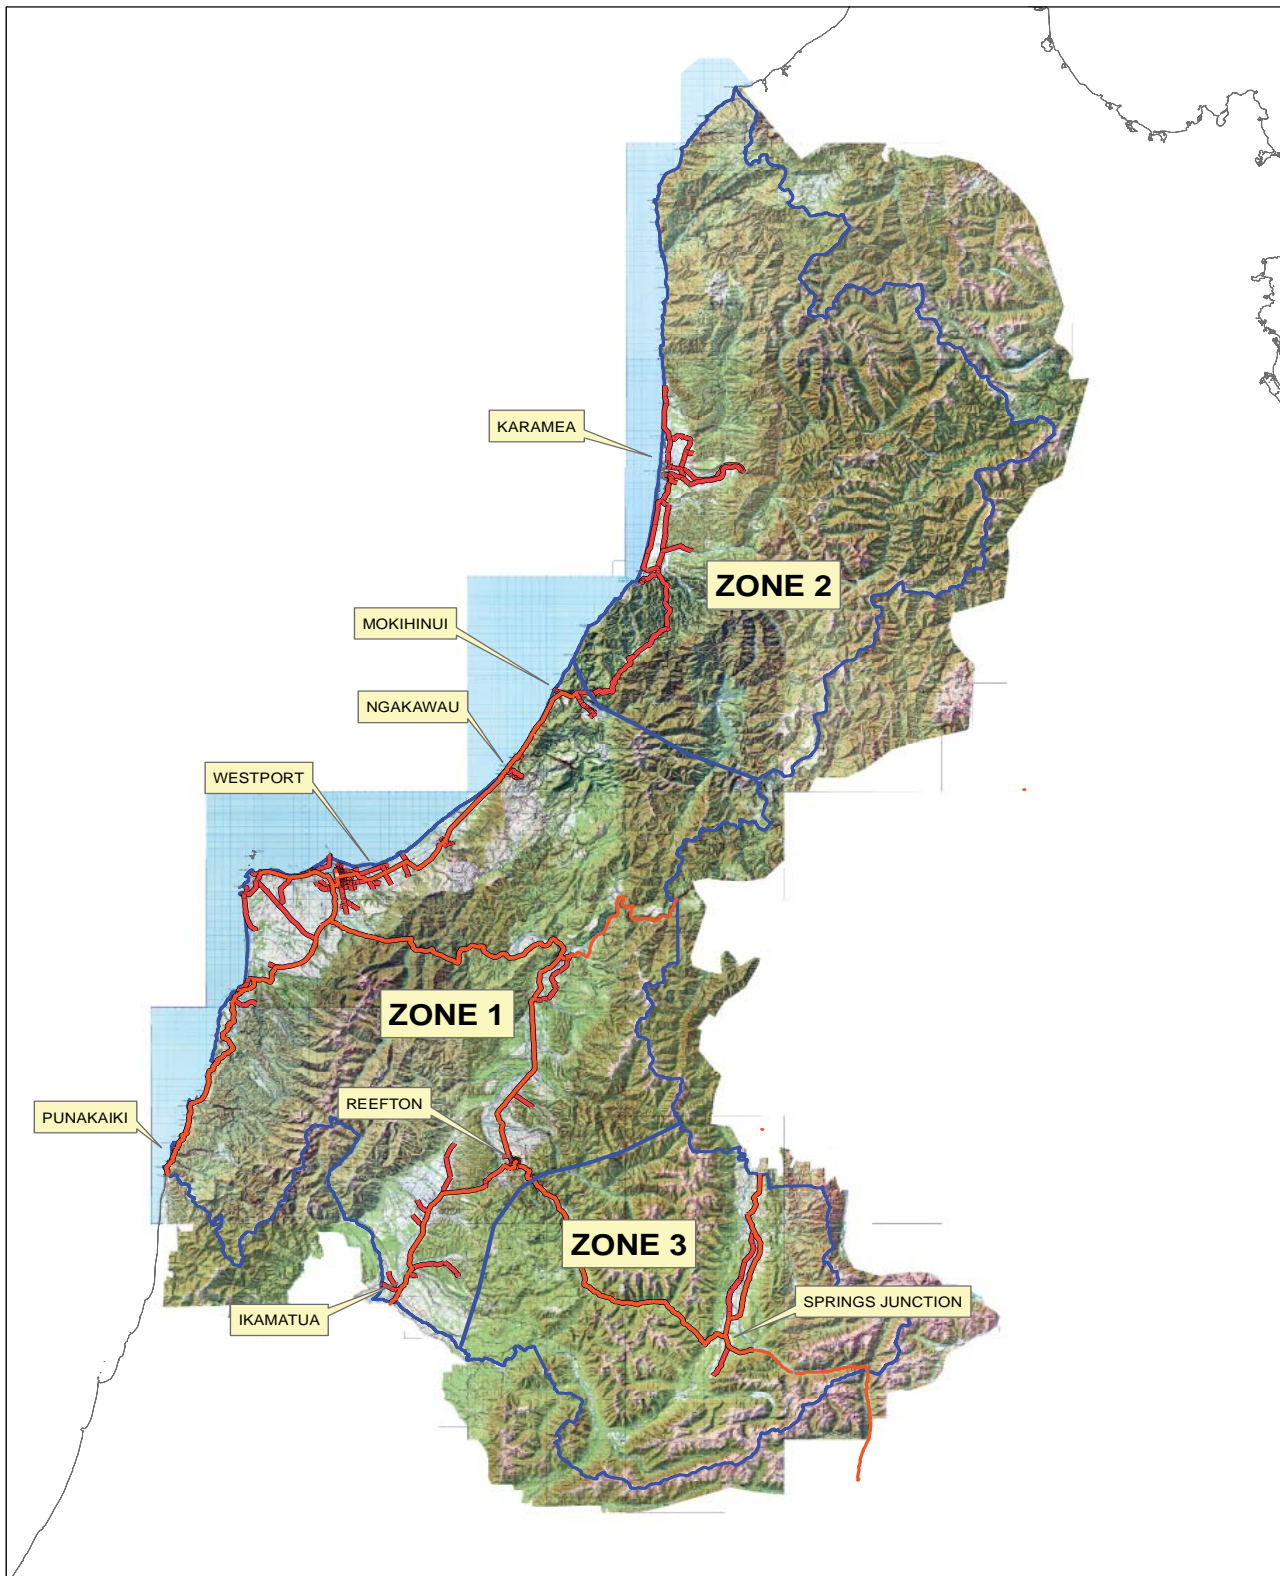 KARAMEA
ZONE 2
MOKIHINUI
NGAKAWAU
WESTPORT
ZONE 1
REEFTON
PUNAKAIKI
ZONE 3
SPRINGS JUNCTION
IKAMATUA